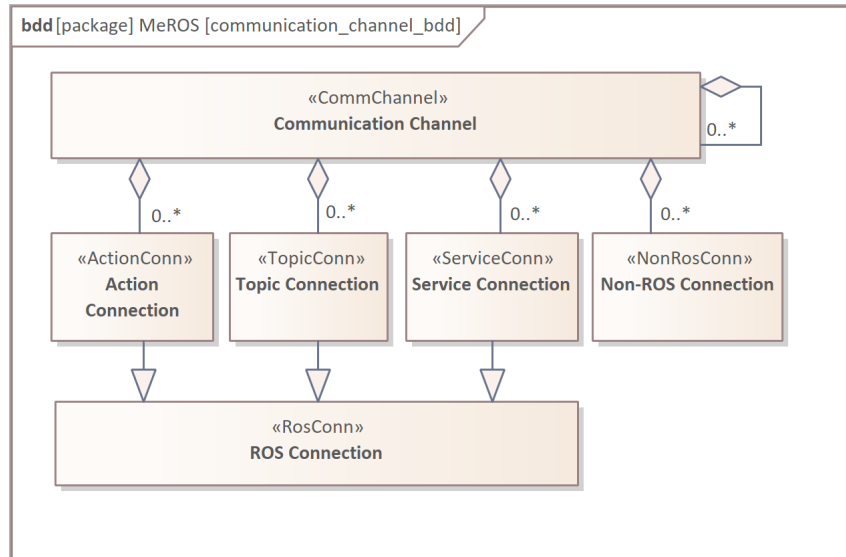 bdd [package] MeROS [communication_channel_bdd]
«CommChannel»
Communication Channel
0..*
0..*
0..*
0..*
0..*
«ActionConn»
Action
Connection
«TopicConn»
Topic Connection
«ServiceConn»
Service Connection
«NonRosConn»
Non-ROS Connection
«RosConn»
ROS Connection